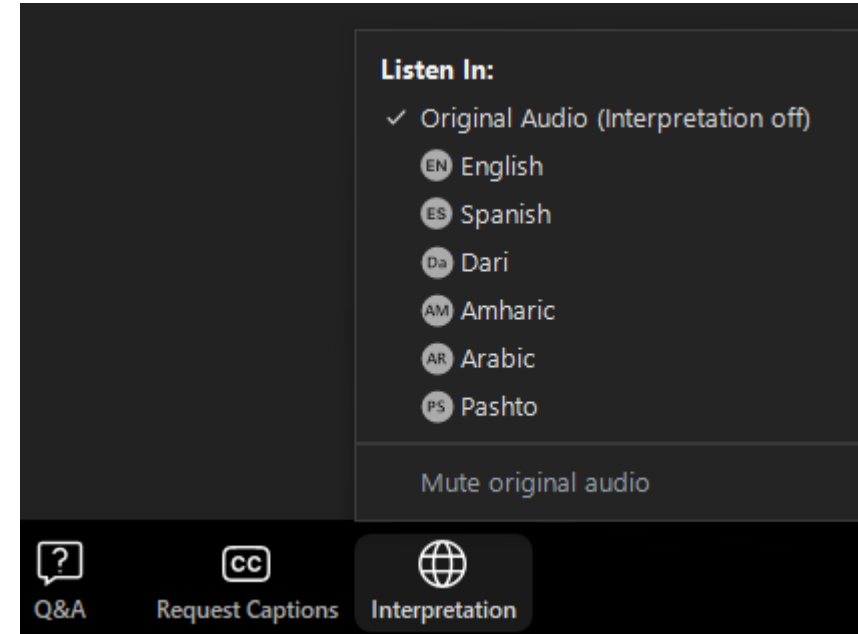 Listen In:
Original Audio (Interpretation off)
EN English
ES Spanish
Da Dari
AM Amharic
AR Arabic
PS Pashto
Mute original audio
?
Q&A
CC
Request Captions
Interpretation